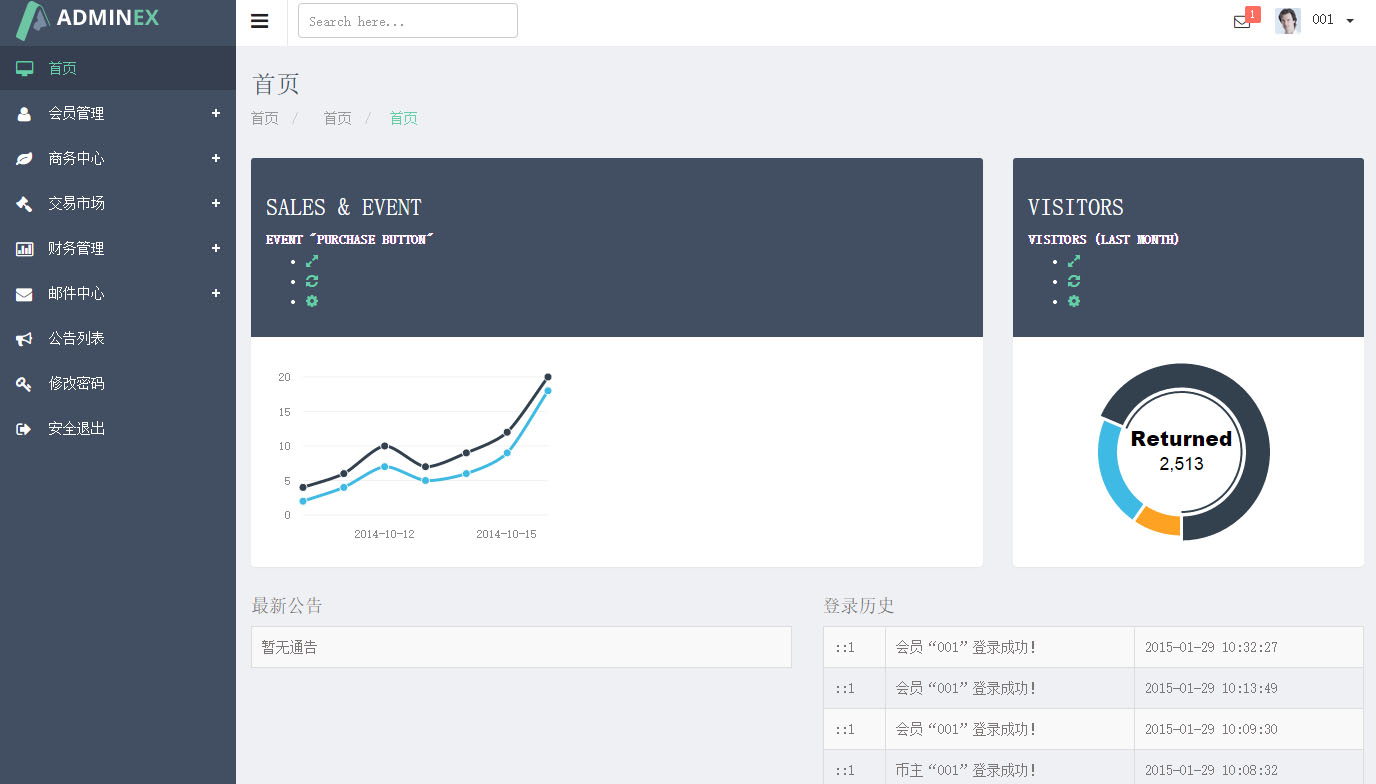 ADMINEX
Search here...
1
001
首页
会员管理 +
商务中心 +
交易市场 +
财务管理 +
邮件中心 +
公告列表
修改密码
安全退出
首页
首页 / 首页 / 首页
SALES & EVENT
EVENT "PURCHASE BUTTON"
VISITORS
VISITORS (LAST MONTH)
20
15
10
5
0
2014-10-12 2014-10-15
Returned
2,513
最新公告
暂无通告
登录历史
::1 会员“001”登录成功! 2015-01-29 10:32:27
::1 会员“001”登录成功! 2015-01-29 10:13:49
::1 会员“001”登录成功! 2015-01-29 10:09:30
::1 币主“001”登录成功! 2015-01-29 10:08:32